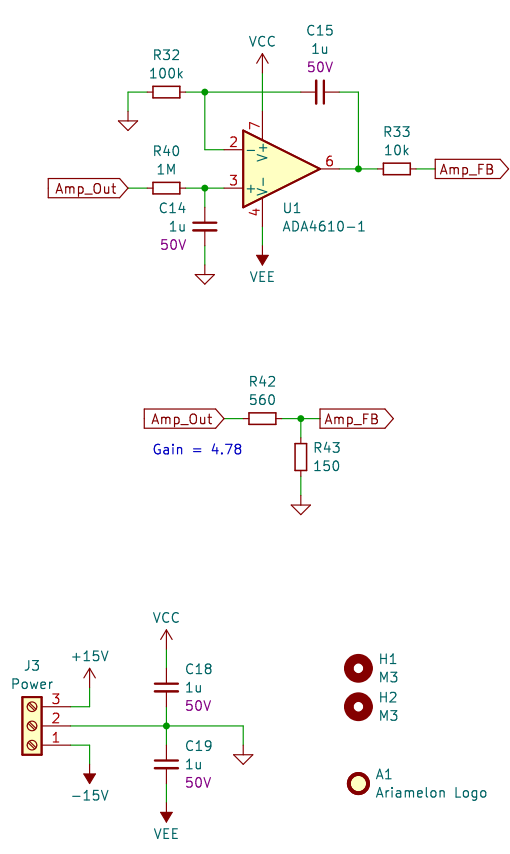 C15
1u
50V
VCC
R32
100k
7
V+
2
−
R33
10k
6
Amp_FB
R40
1M
Amp_Out
3
+
V-
4
C14
1u
50V
U1
ADA4610-1
VEE
R42
560
Amp_Out
Amp_FB
Gain = 4.78
R43
150
VCC
+15V
J3
Power
3
2
1
-15V
C18
1u
50V
C19
1u
50V
VEE
H1
M3
H2
M3
A1
Ariamelon Logo